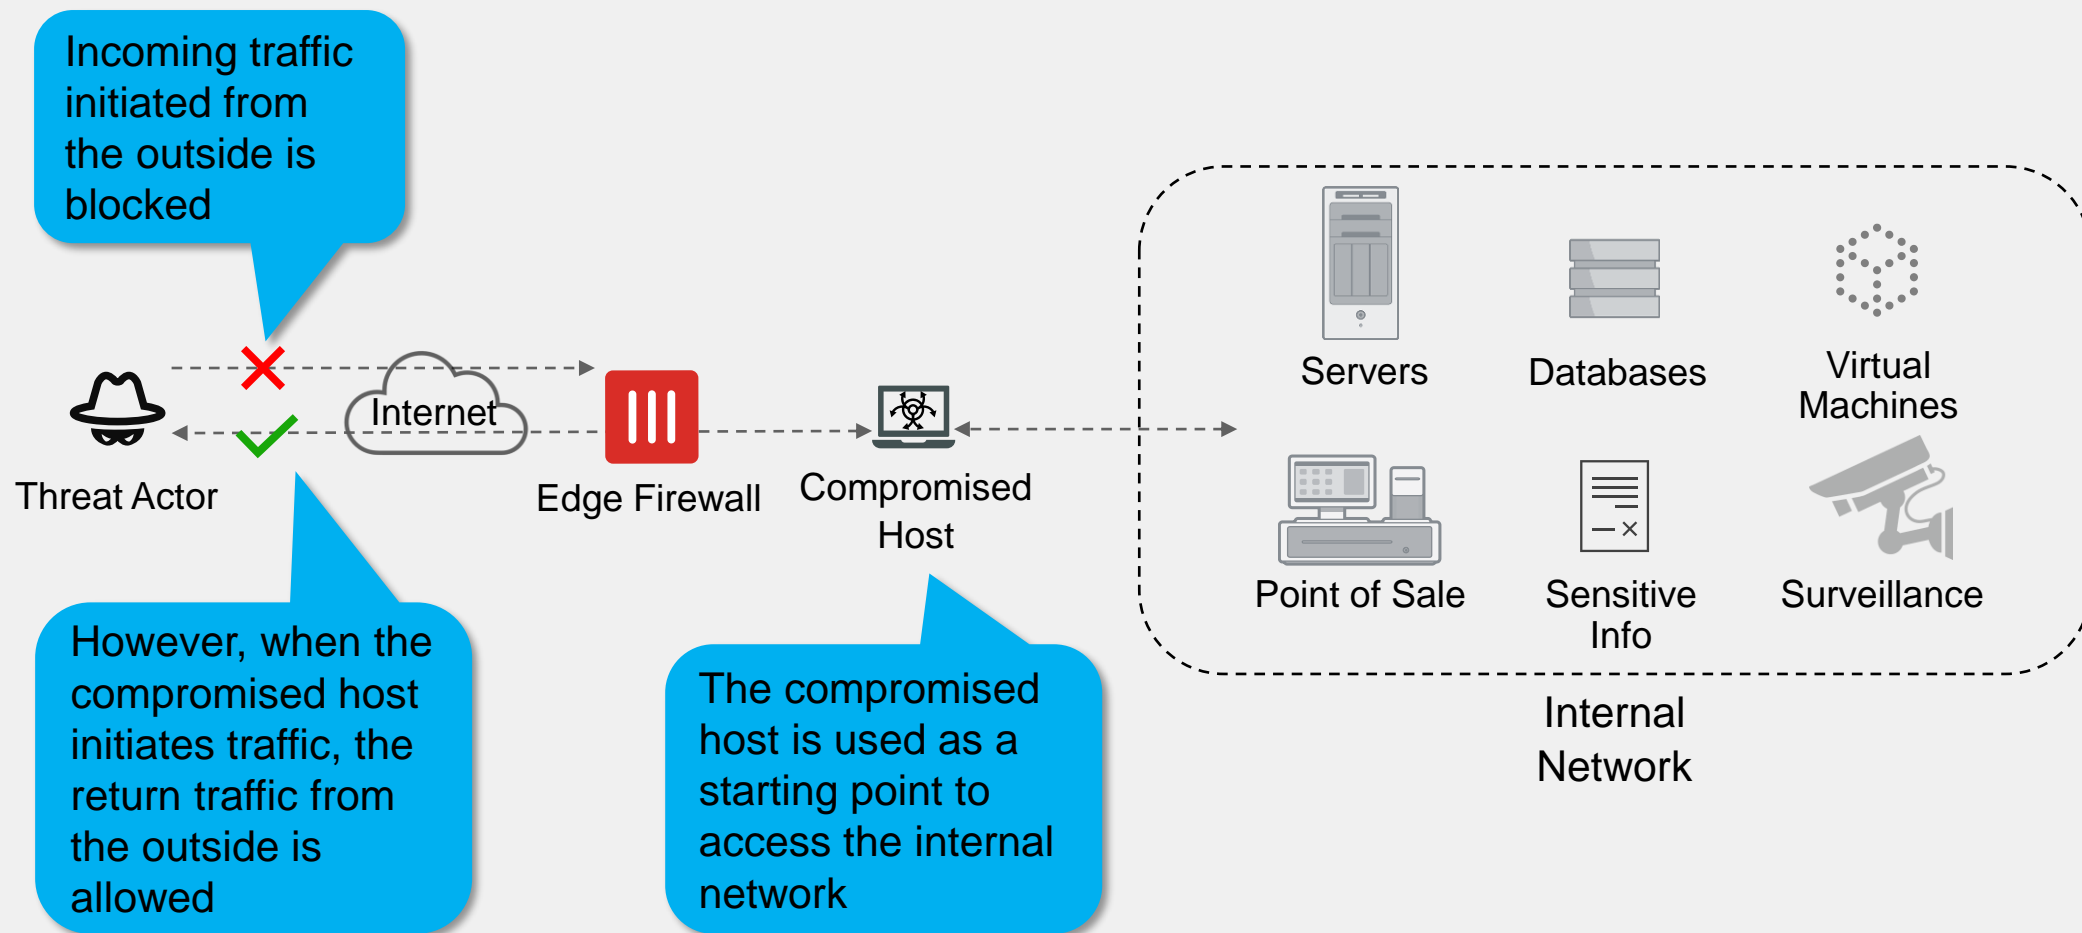 Incoming traffic
initiated from
the outside is
blocked
Internet
Threat Actor
Edge Firewall
Compromised
Host
However, when the
compromised host
initiates traffic, the
return traffic from
the outside is
allowed
The compromised
host is used as a
starting point to
access the internal
network
Servers
Databases
Virtual
Machines
Point of Sale
Sensitive
Info
Surveillance
Internal
Network